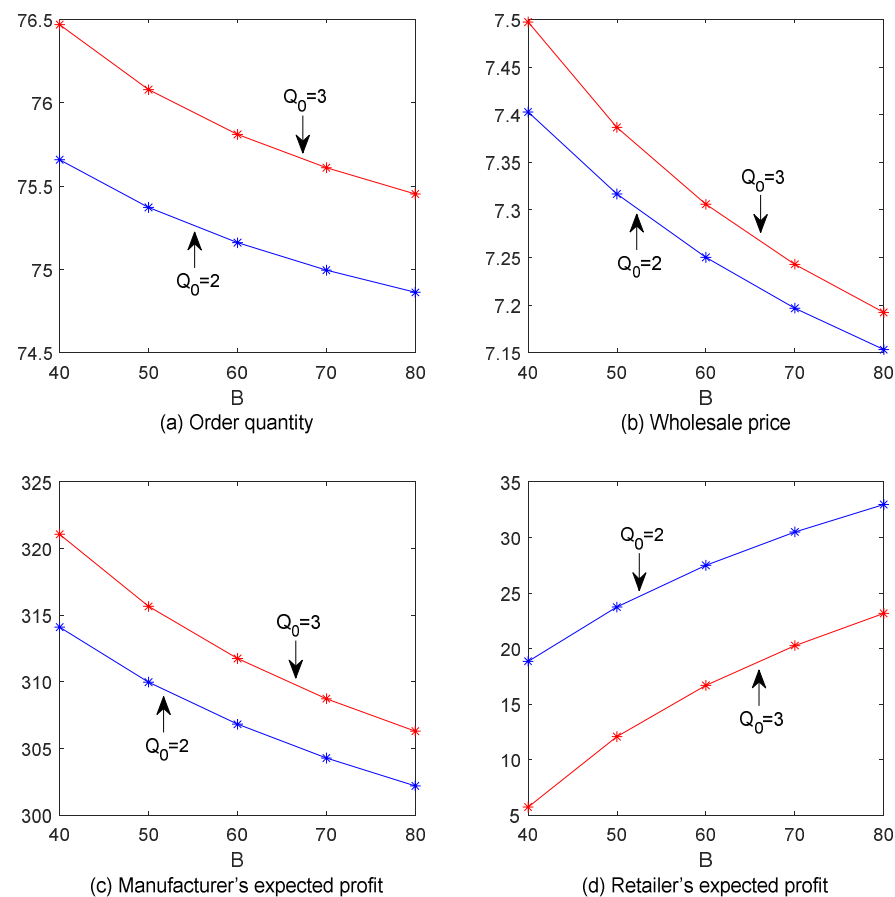 76.5
76
75.5
75
74.5
40
50
60
70
80
B
Q0=3
Q0=2
(a) Order quantity
7.5
7.45
7.4
7.35
7.3
7.25
7.2
7.15
40
50
60
70
80
B
Q0=3
Q0=2
(b) Wholesale price
325
320
315
310
305
300
40
50
60
70
80
B
Q0=3
Q0=2
(c) Manufacturer's expected profit
35
30
25
20
15
10
5
40
50
60
70
80
B
Q0=2
Q0=3
(d) Retailer's expected profit